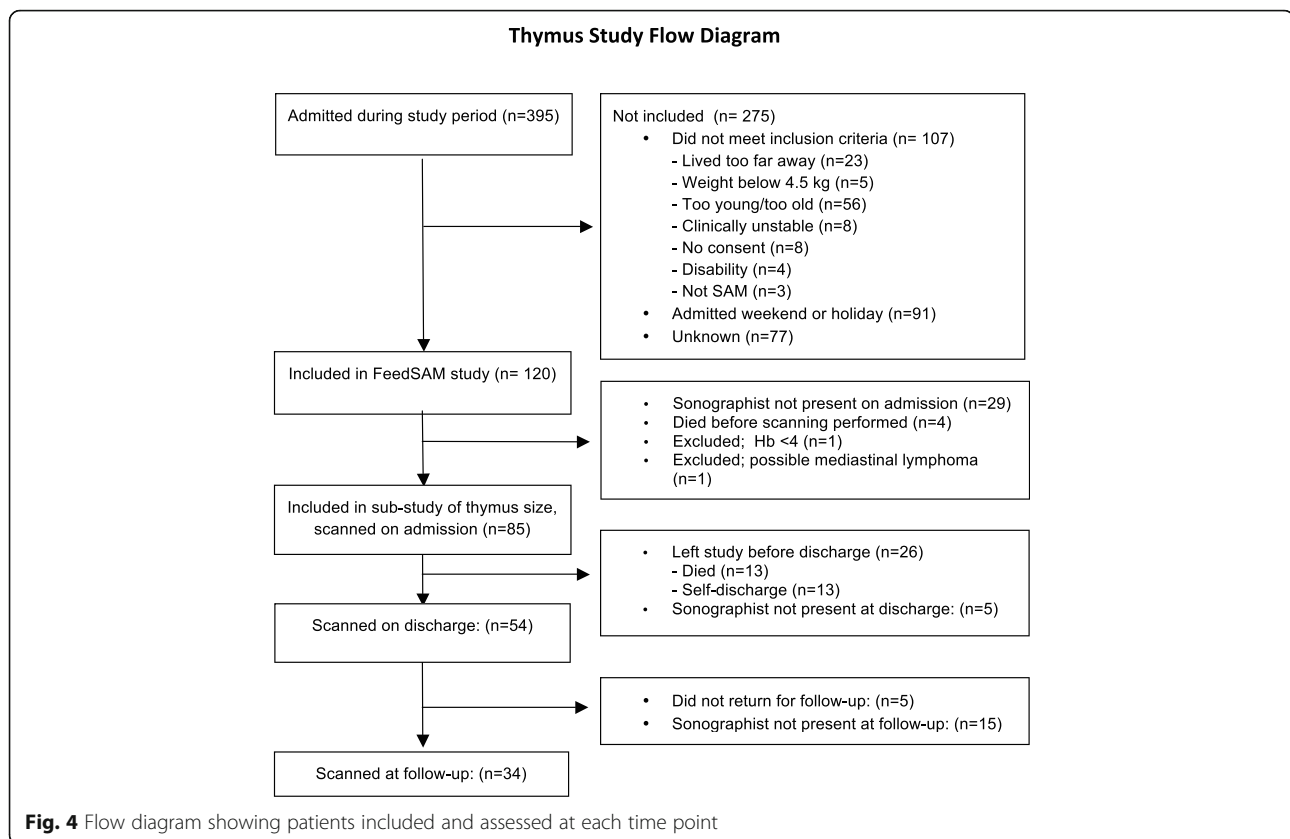 Thymus Study Flow Diagram
Admitted during study period (n=395)
Not included  (n= 275)
• Did not meet inclusion criteria (n= 107)
- Lived too far away (n=23)
- Weight below 4.5 kg (n=5)
- Too young/too old (n=56)
- Clinically unstable (n=8)
- No consent (n=8)
- Disability (n=4)
- Not SAM (n=3)
• Admitted weekend or holiday (n=91)
• Unknown (n=77)
Included in FeedSAM study (n= 120)
• Sonographist not present on admission (n=29)
• Died before scanning performed (n=4)
• Excluded;  Hb <4 (n=1)
• Excluded; possible mediastinal lymphoma
(n=1)
Included in sub-study of thymus size,
scanned on admission (n=85)
• Left study before discharge (n=26)
- Died (n=13)
- Self-discharge (n=13)
• Sonographist not present at discharge: (n=5)
Scanned on discharge: (n=54)
• Did not return for follow-up: (n=5)
• Sonographist not present at follow-up: (n=15)
Scanned at follow-up: (n=34)
Fig. 4 Flow diagram showing patients included and assessed at each time point